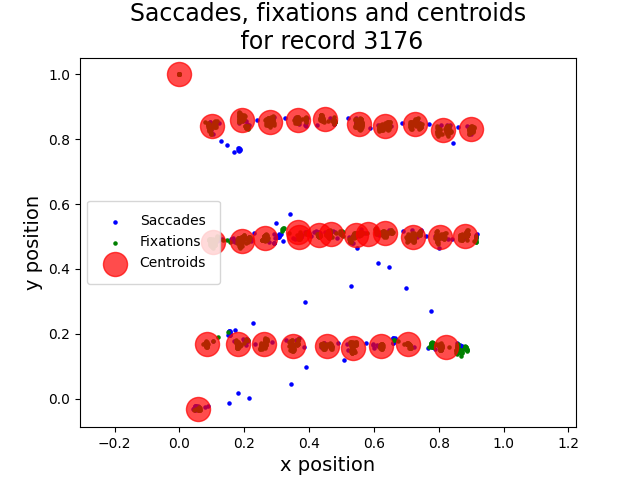 Saccades, fixations and centroids
for record 3176
1.0
0.8
0.6
0.4
0.2
0.0
y position
Saccades
Fixations
Centroids
−0.2 0.0 0.2 0.4 0.6 0.8 1.0 1.2
x position